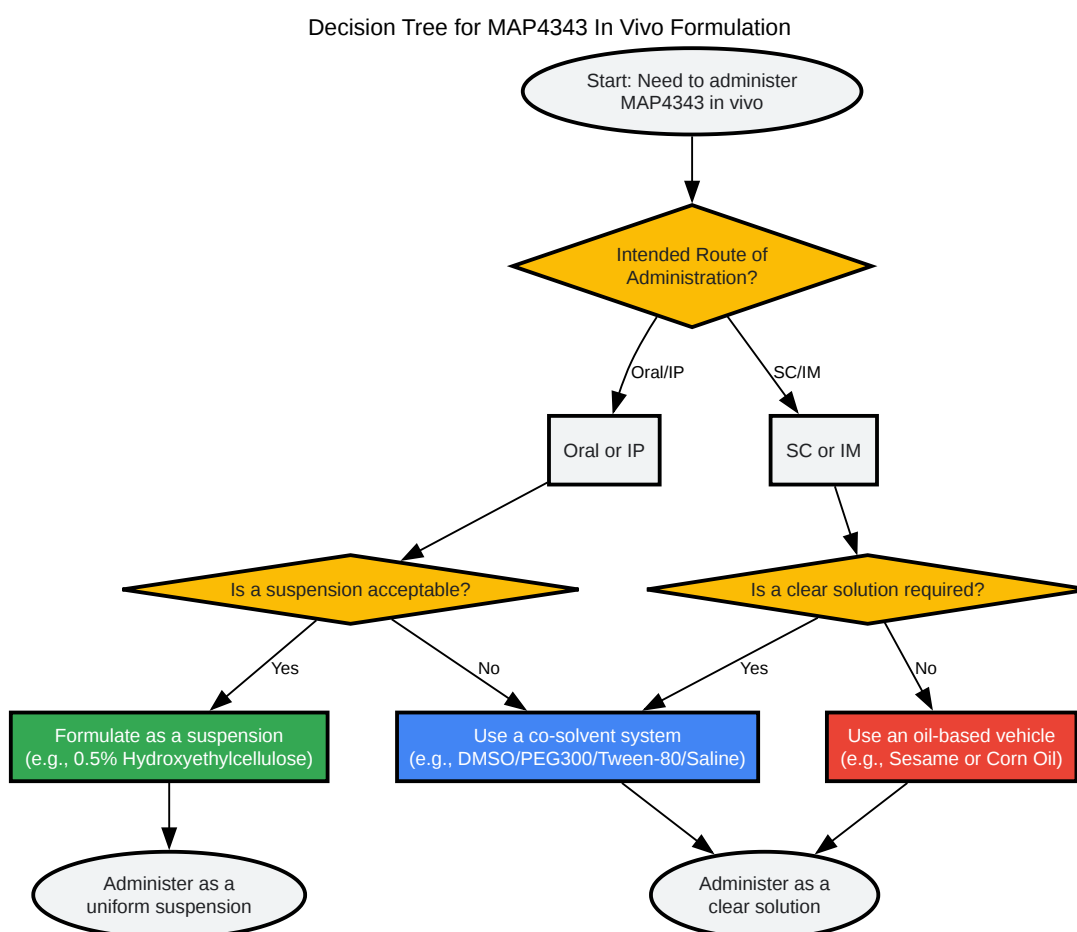 Decision Tree for MAP4343 In Vivo Formulation
Start: Need to administer
MAP4343 in vivo
Intended Route of
Administration?
Oral/IP
SC/IM
Oral or IP
SC or IM
Is a suspension acceptable?
Is a clear solution required?
Yes
No
Yes
No
Formulate as a suspension
(e.g., 0.5% Hydroxyethylcellulose)
Use a co-solvent system
(e.g., DMSO/PEG300/Tween-80/Saline)
Use an oil-based vehicle
(e.g., Sesame or Corn Oil)
Administer as a
uniform suspension
Administer as a
clear solution